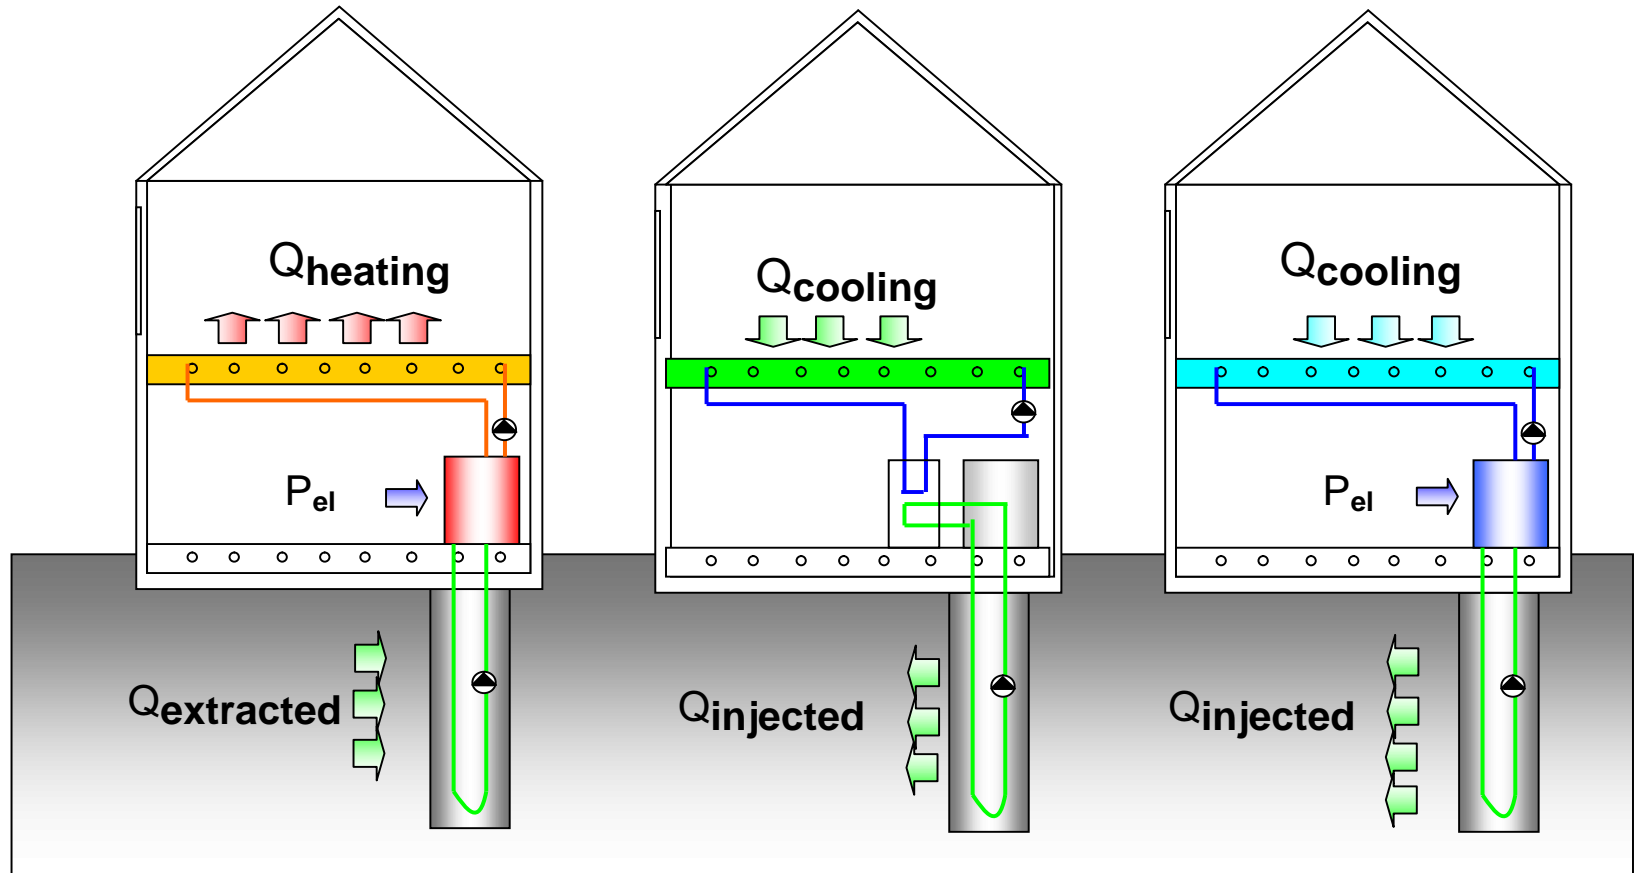 Qheating
Qcooling
Qcooling
Pel
Pel
Qextracted
Qinjected
Qinjected